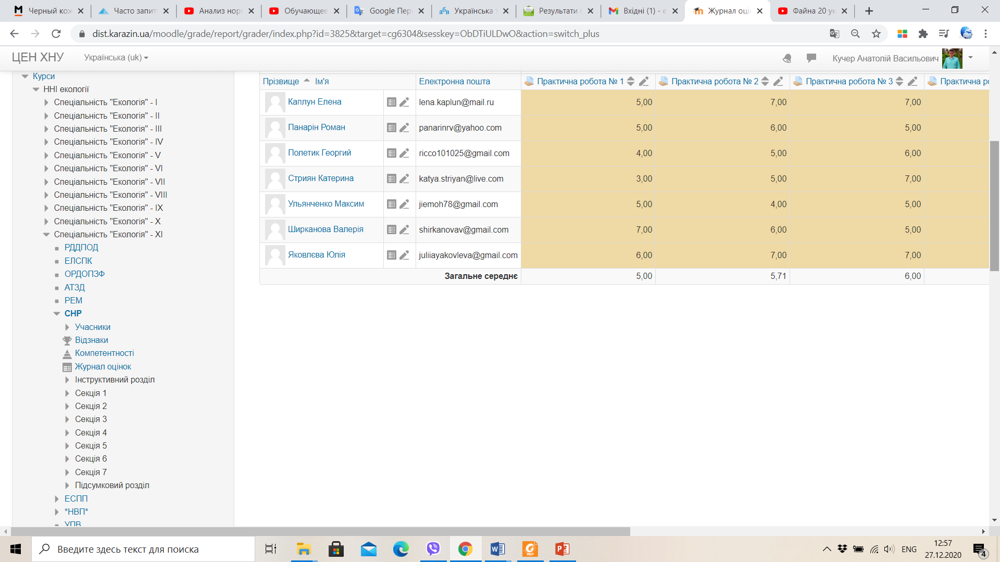 Черный кож
Часто запиту
Анализ норм
Обучающее
Google Пер
Українська
Результати
Вхідні (1) - е
Журнал оці
Файна 20 ук
dist.karazin.ua/moodle/grade/report/grader/index.php?id=3825&target=cg6304&sesskey=ObDTiULDwO&action=switch_plus
ЦЕН ХНУ
Українська (uk)
Кучер Анатолій Васильович
Курси
ННІ екології
Спеціальність "Екологія" - I
Спеціальність "Екологія" - II
Спеціальність "Екологія" - III
Спеціальність "Екологія" - IV
Спеціальність "Екологія" - V
Спеціальність "Екологія" - VI
Спеціальність "Екологія" - VII
Спеціальність "Екологія" - VIII
Спеціальність "Екологія" - IX
Спеціальність "Екологія" - X
Спеціальність "Екологія" - XI
РДДПОД
ЕЛСПК
ОРДОПЗФ
АТЗД
РЕМ
СНР
Учасники
Відзнаки
Компетентності
Журнал оцінок
Інструктивний розділ
Секція 1
Секція 2
Секція 3
Секція 4
Секція 5
Секція 6
Секція 7
Підсумковий розділ
ЕСПП
*НВП*
УПВ
Прізвище Ім'я Електронна пошта Практична робота № 1 Практична робота № 2 Практична робота № 3 Практична ро
Каплун Елена lena.kaplun@mail.ru 5,00 7,00 7,00
Панарін Роман panarinrv@yahoo.com 5,00 6,00 5,00
Полетик Георгий ricco101025@gmail.com 4,00 5,00 6,00
Стриян Катерина katya.striyan@live.com 3,00 5,00 7,00
Ульянченко Максим jiemoh78@gmail.com 5,00 4,00 5,00
Ширканова Валерія shirkanovav@gmail.com 7,00 6,00 5,00
Яковлєва Юлія juliiayakovleva@gmail.com 6,00 7,00 7,00
Загальне середнє 5,00 5,71 6,00
Введите здесь текст для поиска
ENG
12:57
27.12.2020
4